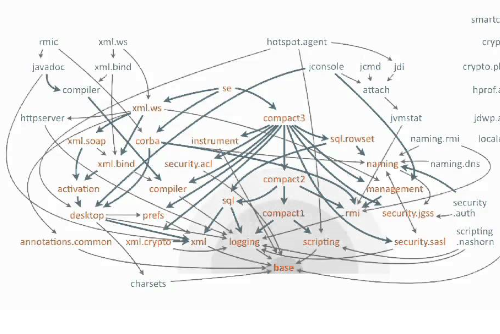 smartc
rmic xml.ws hotspot.agent cryp
javadoc xml.bind jconsole jcmd jdi crypto.pl
compiler se attach hprof.a
httpserver xml.ws compact3 jvmstat jdwp.a
xml.soap corba instrument sql.rowset naming.rmi local
xml.bind security.acl naming naming.dns
activation compiler compact2 management
sql security
desktop prefs compact1 rmi security.jgss .auth
scripting
annotations.common xml.crypto xml logging scripting security.sasl .nashorn
base
charsets